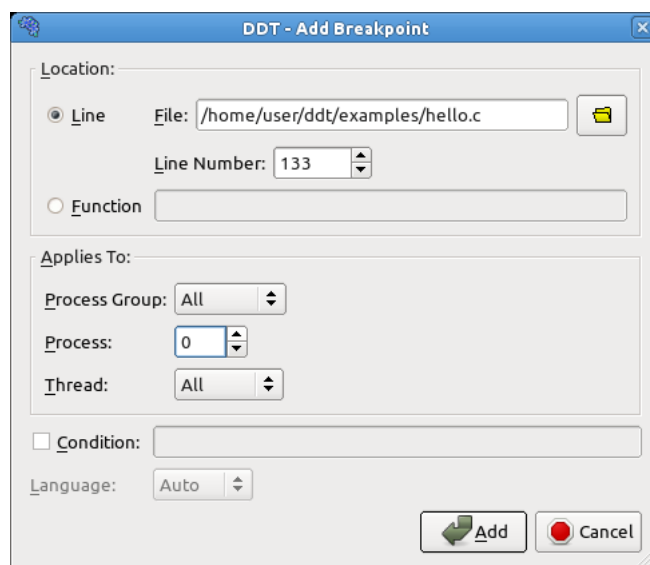 DDT - Add Breakpoint
Location:
Line File: /home/user/ddt/examples/hello.c
Line Number: 133
Function
Applies To:
Process Group: All
Process: 0
Thread: All
Condition:
Language: Auto
Add Cancel